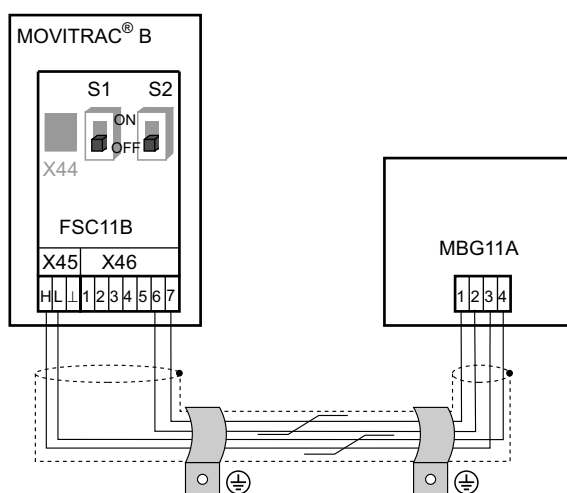 MOVITRAC® B
S1 S2
ON
OFF
X44
FSC11B
X45 X46
H L ⊥ 1 2 3 4 5 6 7
MBG11A
1 2 3 4